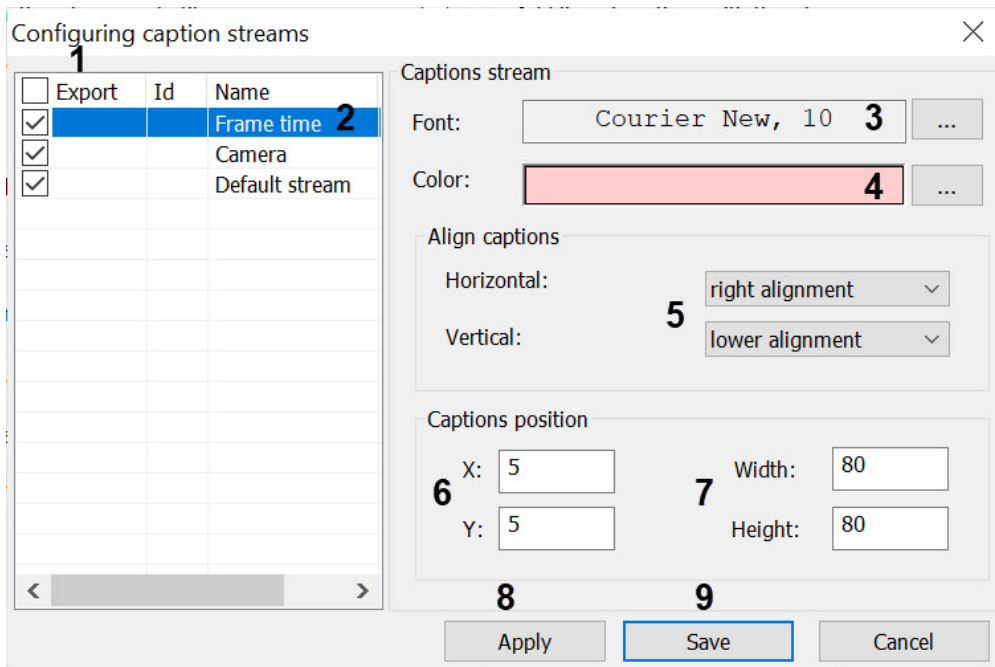 Configuring caption streams
1
Export Id Name
Frame time 2
Camera
Default stream
Captions stream
Font: Courier New, 10 3 ...
Color: 4 ...
Align captions
Horizontal: right alignment
5
Vertical: lower alignment
Captions position
X: 5 Width: 80
6 7
Y: 5 Height: 80
8 9
Apply Save Cancel